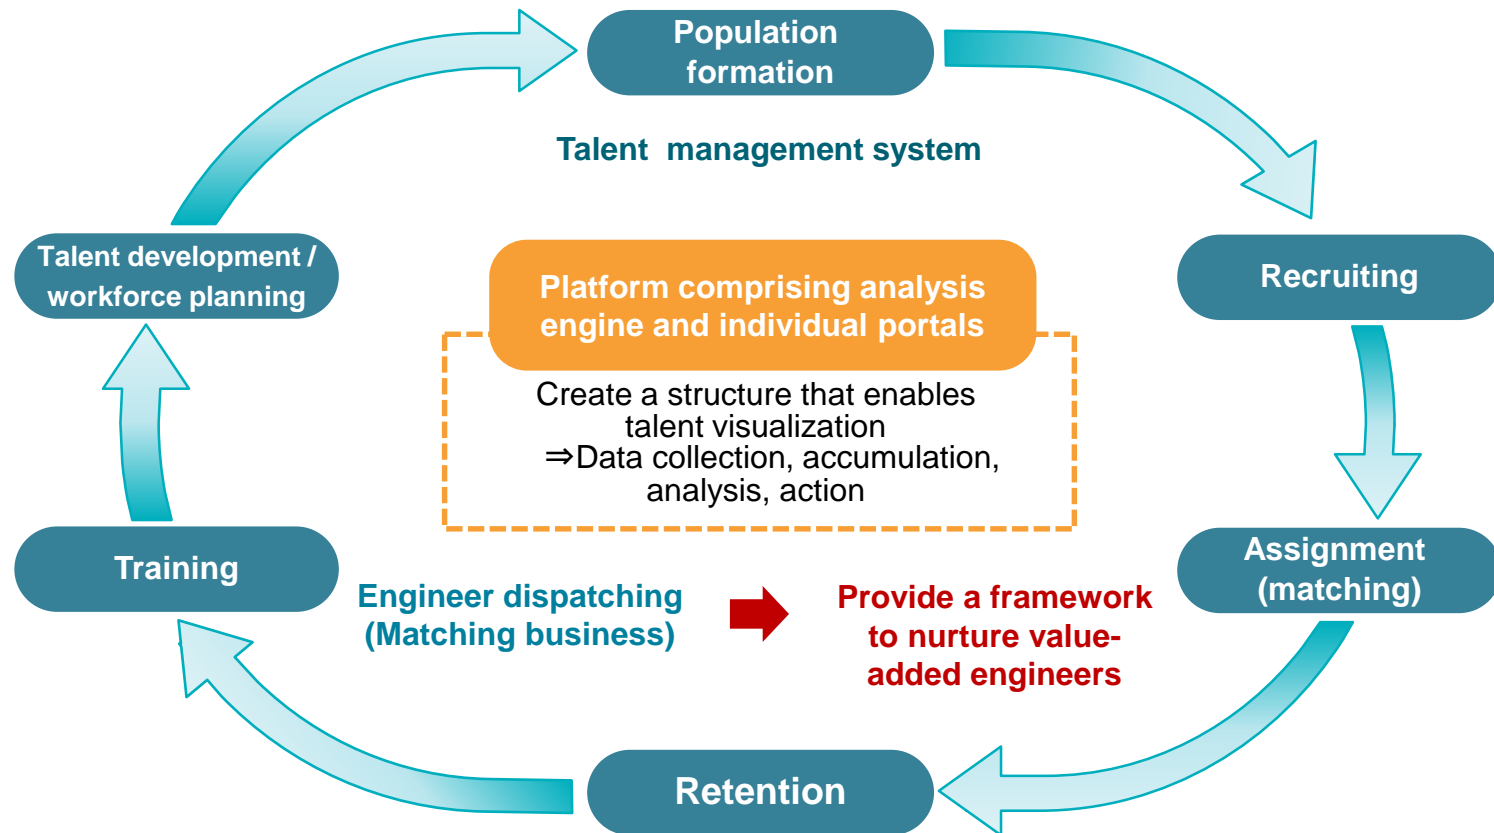 Population
formation
Talent management system
Talent development /
workforce planning
Platform comprising analysis
engine and individual portals
Recruiting
Create a structure that enables
talent visualization
⇒Data collection, accumulation,
analysis, action
Training
Assignment
(matching)
Engineer dispatching
(Matching business)
Provide a framework
to nurture value-
added engineers
Retention